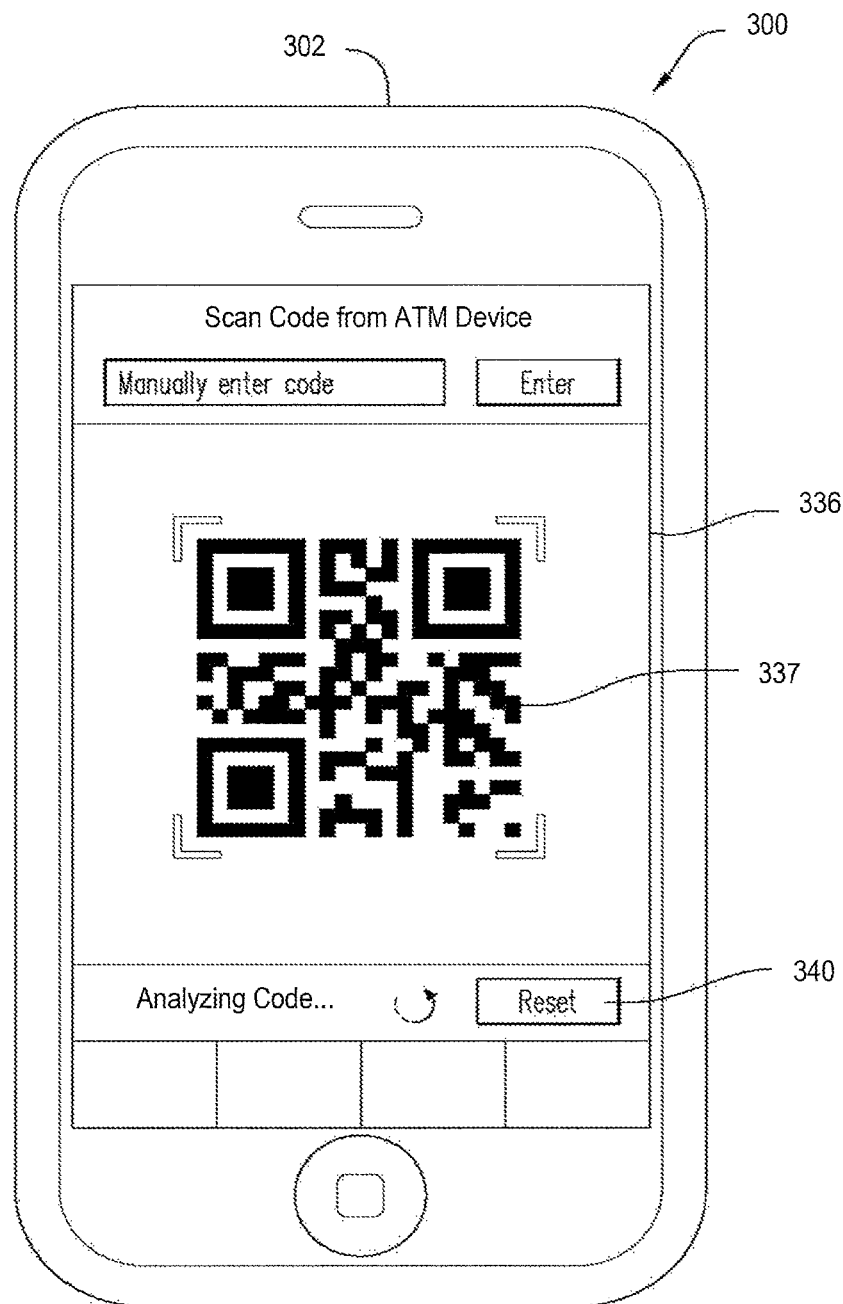 300
302
Scan Code from ATM Device
Manually enter code Enter
336
337
340
Analyzing Code... Reset